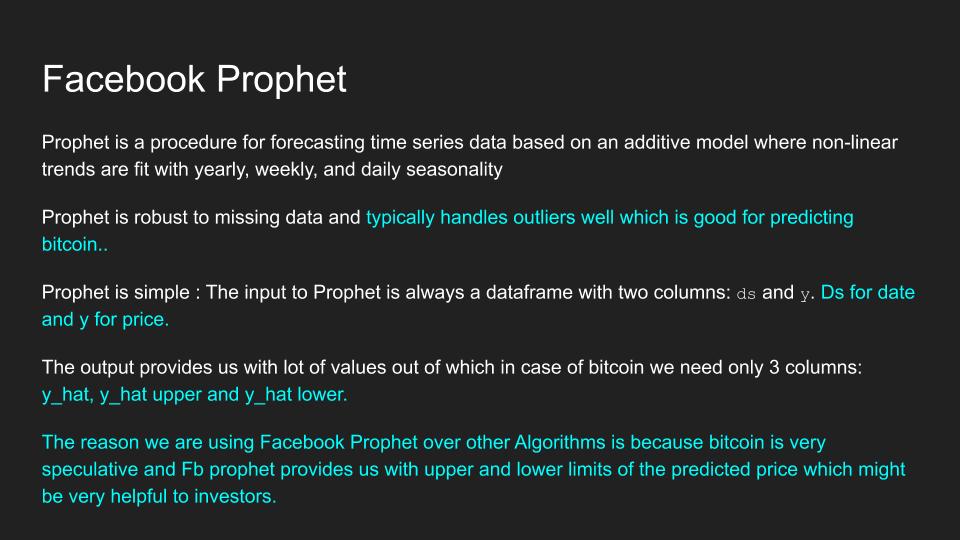 Facebook Prophet
Prophet is a procedure for forecasting time series data based on an additive model where non-linear
trends are fit with yearly, weekly, and daily seasonality
Prophet is robust to missing data and typically handles outliers well which is good for predicting
bitcoin..
Prophet is simple : The input to Prophet is always a dataframe with two columns: ds and y. Ds for date
and y for price.
The output provides us with lot of values out of which in case of bitcoin we need only 3 columns:
y_hat, y_hat upper and y_hat lower.
The reason we are using Facebook Prophet over other Algorithms is because bitcoin is very
speculative and Fb prophet provides us with upper and lower limits of the predicted price which might
be very helpful to investors.